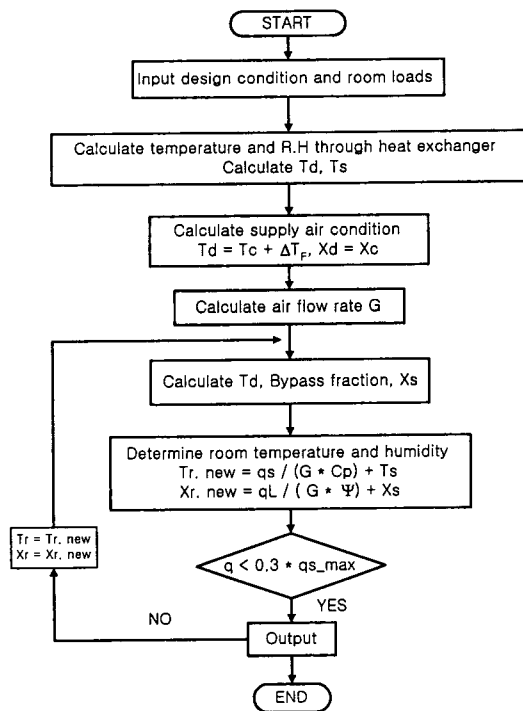 START
Input design condition and room loads
Calculate temperature and R.H through heat exchanger
Calculate Td, Ts
Calculate supply air condition
Td = Tc + ΔT_F, Xd = Xc
Calculate air flow rate G
Calculate Td, Bypass fraction, Xs
Determine room temperature and humidity
Tr. new = qs / (G * Cp) + Ts
Xr. new = qL / ( G * Ψ) + Xs
Tr = Tr. new
Xr = Xr. new
q < 0.3 * qs_max
NO
YES
Output
END